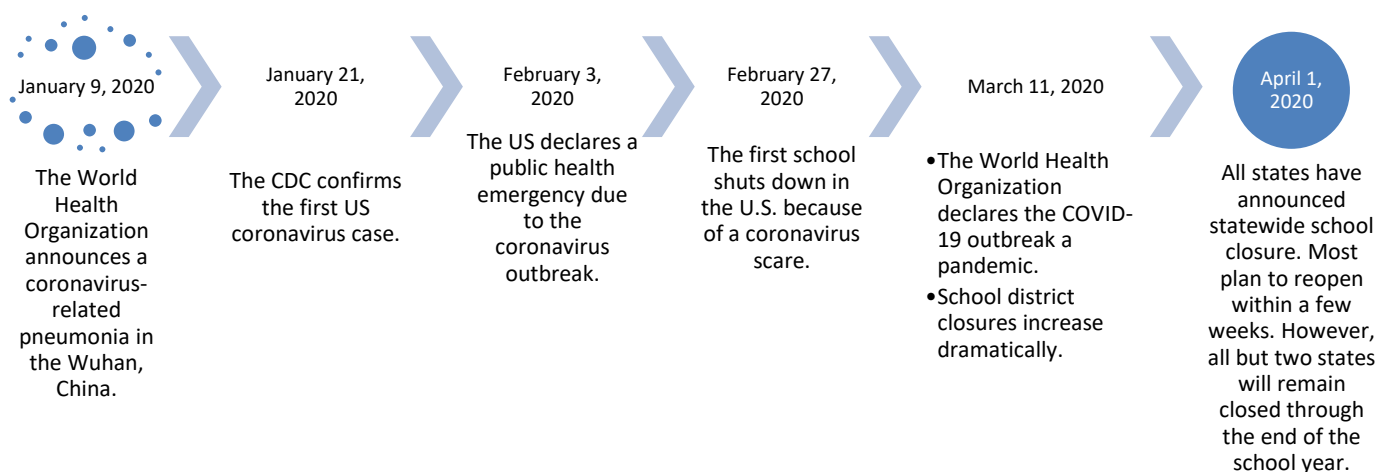 January 9, 2020
The World
Health
Organization
announces a
coronavirus-
related
pneumonia in
the Wuhan,
China.
January 21,
2020
The CDC confirms
the first US
coronavirus case.
February 3,
2020
The US declares a
public health
emergency due
to the
coronavirus
outbreak.
February 27,
2020
The first school
shuts down in
the U.S. because
of a coronavirus
scare.
March 11, 2020
•The World Health
Organization
declares the COVID-
19 outbreak a
pandemic.
•School district
closures increase
dramatically.
April 1,
2020
All states have
announced
statewide school
closure. Most
plan to reopen
within a few
weeks. However,
all but two states
will remain
closed through
the end of the
school year.